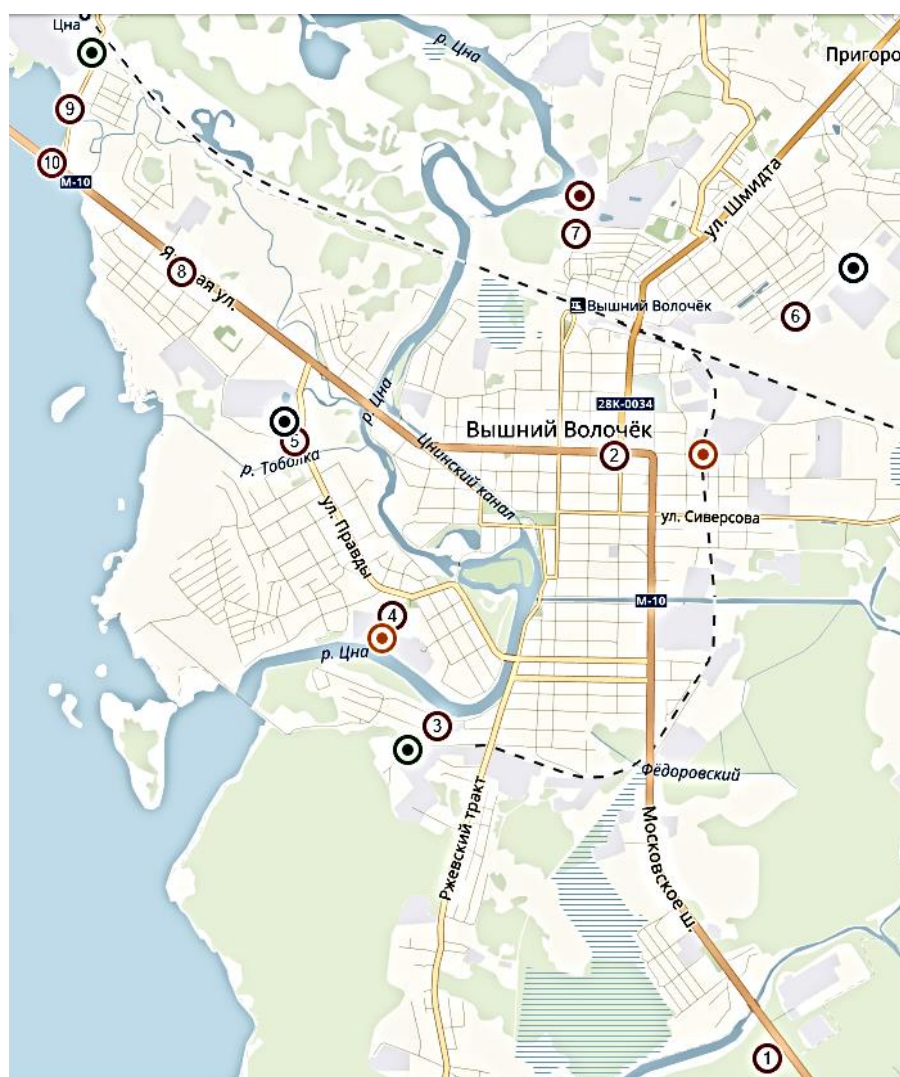 Цна
р. Цна
Пригоро
9
10
М-10
ул. Шмидта
7
8
6
Вышний Волочёк
28К-0034
р. Цна
Вышний Волочёк
2
5
р. Тоболка
Цнинский канал
ул. Сиверсова
ул. Правды
М-10
4
р. Цна
3
Фёдоровский
Ржевский тракт
Московское ш.
1